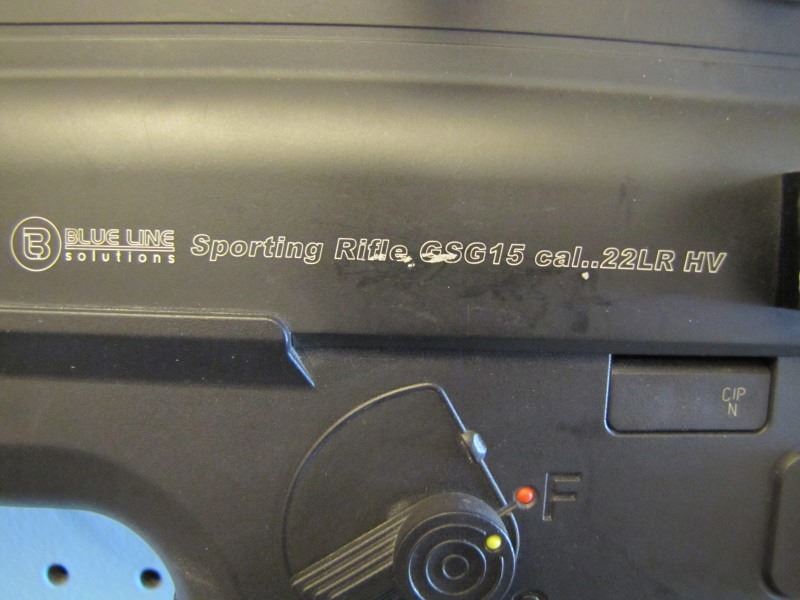 B BLUE LINE
solutions
Sporting Rifle GSG15 cal..22LR HV
CIP
N
F